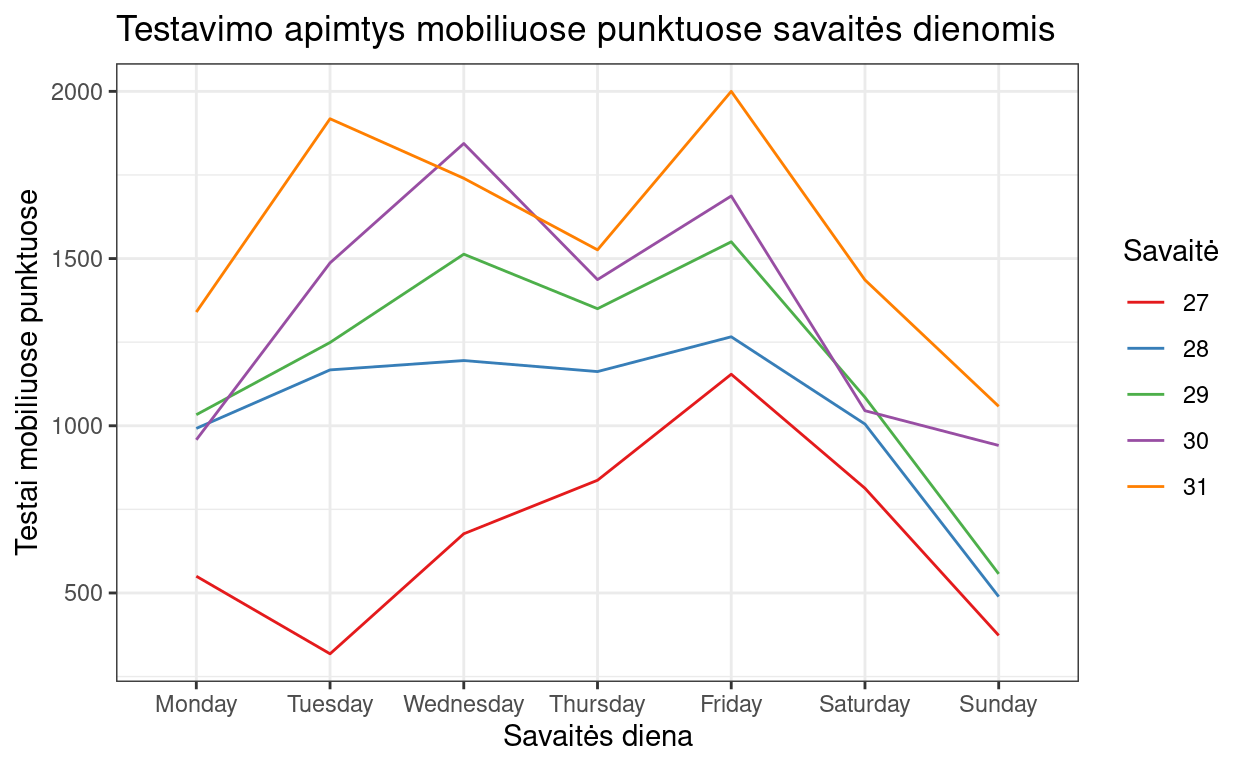 Testavimo apimtys mobiliuose punktuose savaitės dienomis
Testai mobiliuose punktuose
2000
1500
1000
500
Monday Tuesday Wednesday Thursday Friday Saturday Sunday
Savaitės diena
Savaitė
27
28
29
30
31